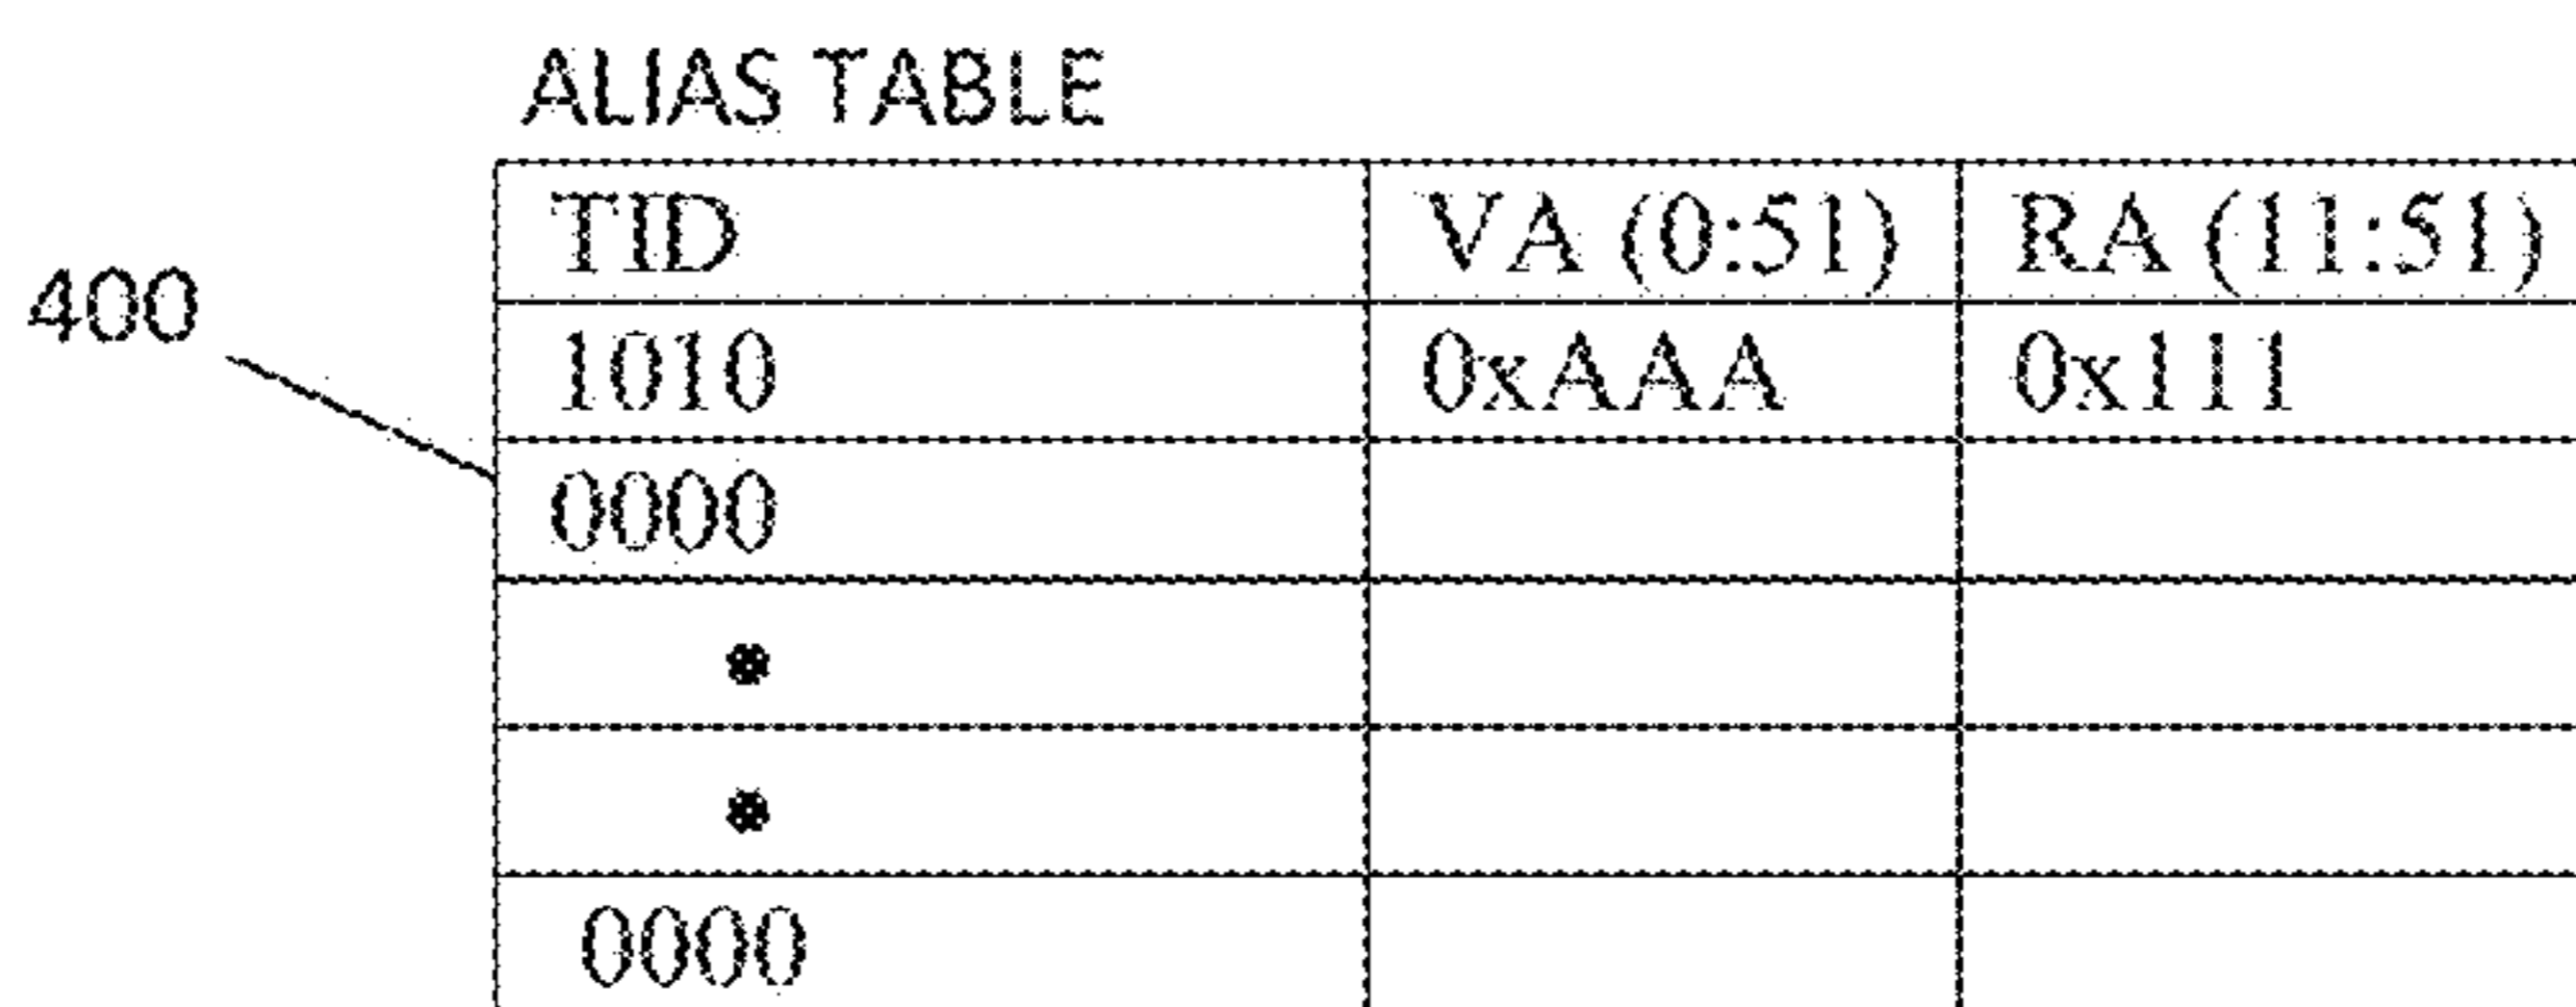 ALIAS TABLE
TID VA (0:51) RA (11:51)
400
1010 0xAAA 0x111
0000
0000